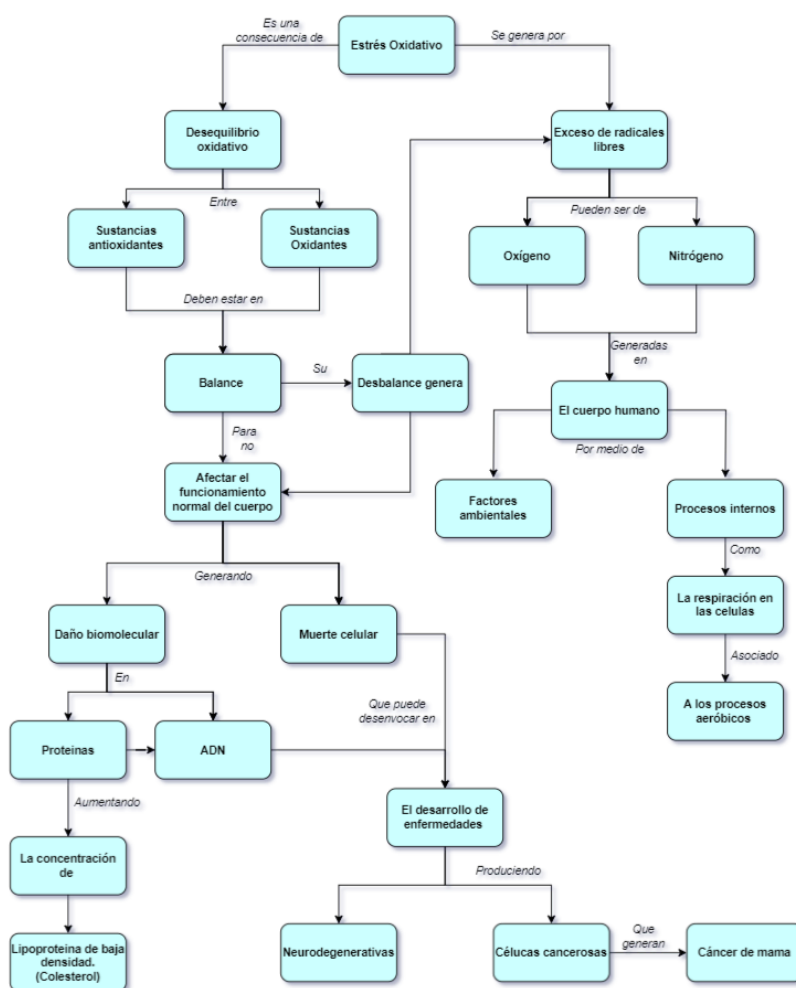 Es una
consecuencia de
Estrés Oxidativo
Se genera por
Desequilibrio
oxidativo
Exceso de radicales
libres
Entre
Pueden ser de
Sustancias
antioxidantes
Sustancias
Oxidantes
Oxígeno
Nitrógeno
Deben estar en
Generadas
en
Balance
Su
Desbalance genera
El cuerpo humano
Para
no
Por medio de
Afectar el
funcionamiento
normal del cuerpo
Factores
ambientales
Procesos internos
Como
Generando
La respiración en
las celulas
Daño biomolecular
Muerte celular
Asociado
En
Que puede
desenvocar en
A los procesos
aeróbicos
Proteinas
ADN
Aumentando
El desarrollo de
enfermedades
La concentración
de
Produciendo
Lipoproteina de baja
densidad.
(Colesterol)
Neurodegenerativas
Célucas cancerosas
Que
generan
Cáncer de mama